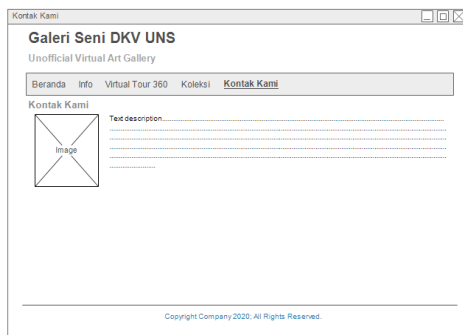 Kontak Kami
Galeri Seni DKV UNS
Unofficial Virtual Art Gallery
Beranda Info Virtual Tour 360 Koleksi Kontak Kami
Kontak Kami
Image
Text description
Copyright Company 2020; All Rights Reserved.